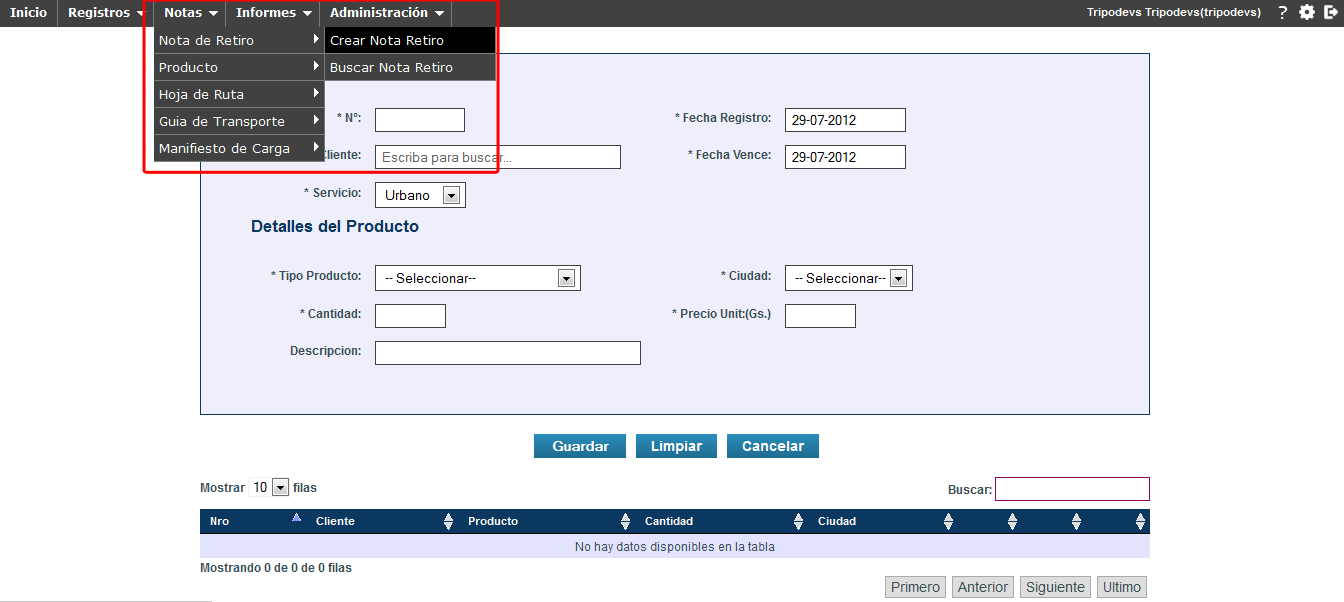 Inicio Registros Notas Informes Administración Tripodevs Tripodevs(tripodevs) ?
Nota de Retiro Crear Nota Retiro
Producto Buscar Nota Retiro
Hoja de Ruta
Guia de Transporte
Manifiesto de Carga
* Nº: * Fecha Registro: 29-07-2012
Cliente: Escriba para buscar... * Fecha Vence: 29-07-2012
* Servicio: Urbano
Detalles del Producto
* Tipo Producto: -- Seleccionar-- * Ciudad: -- Seleccionar--
* Cantidad: * Precio Unit:(Gs.)
Descripcion:
Guardar Limpiar Cancelar
Mostrar 10 filas Buscar:
Nro Cliente Producto Cantidad Ciudad
No hay datos disponibles en la tabla
Mostrando 0 de 0 de 0 filas
Primero Anterior Siguiente Ultimo